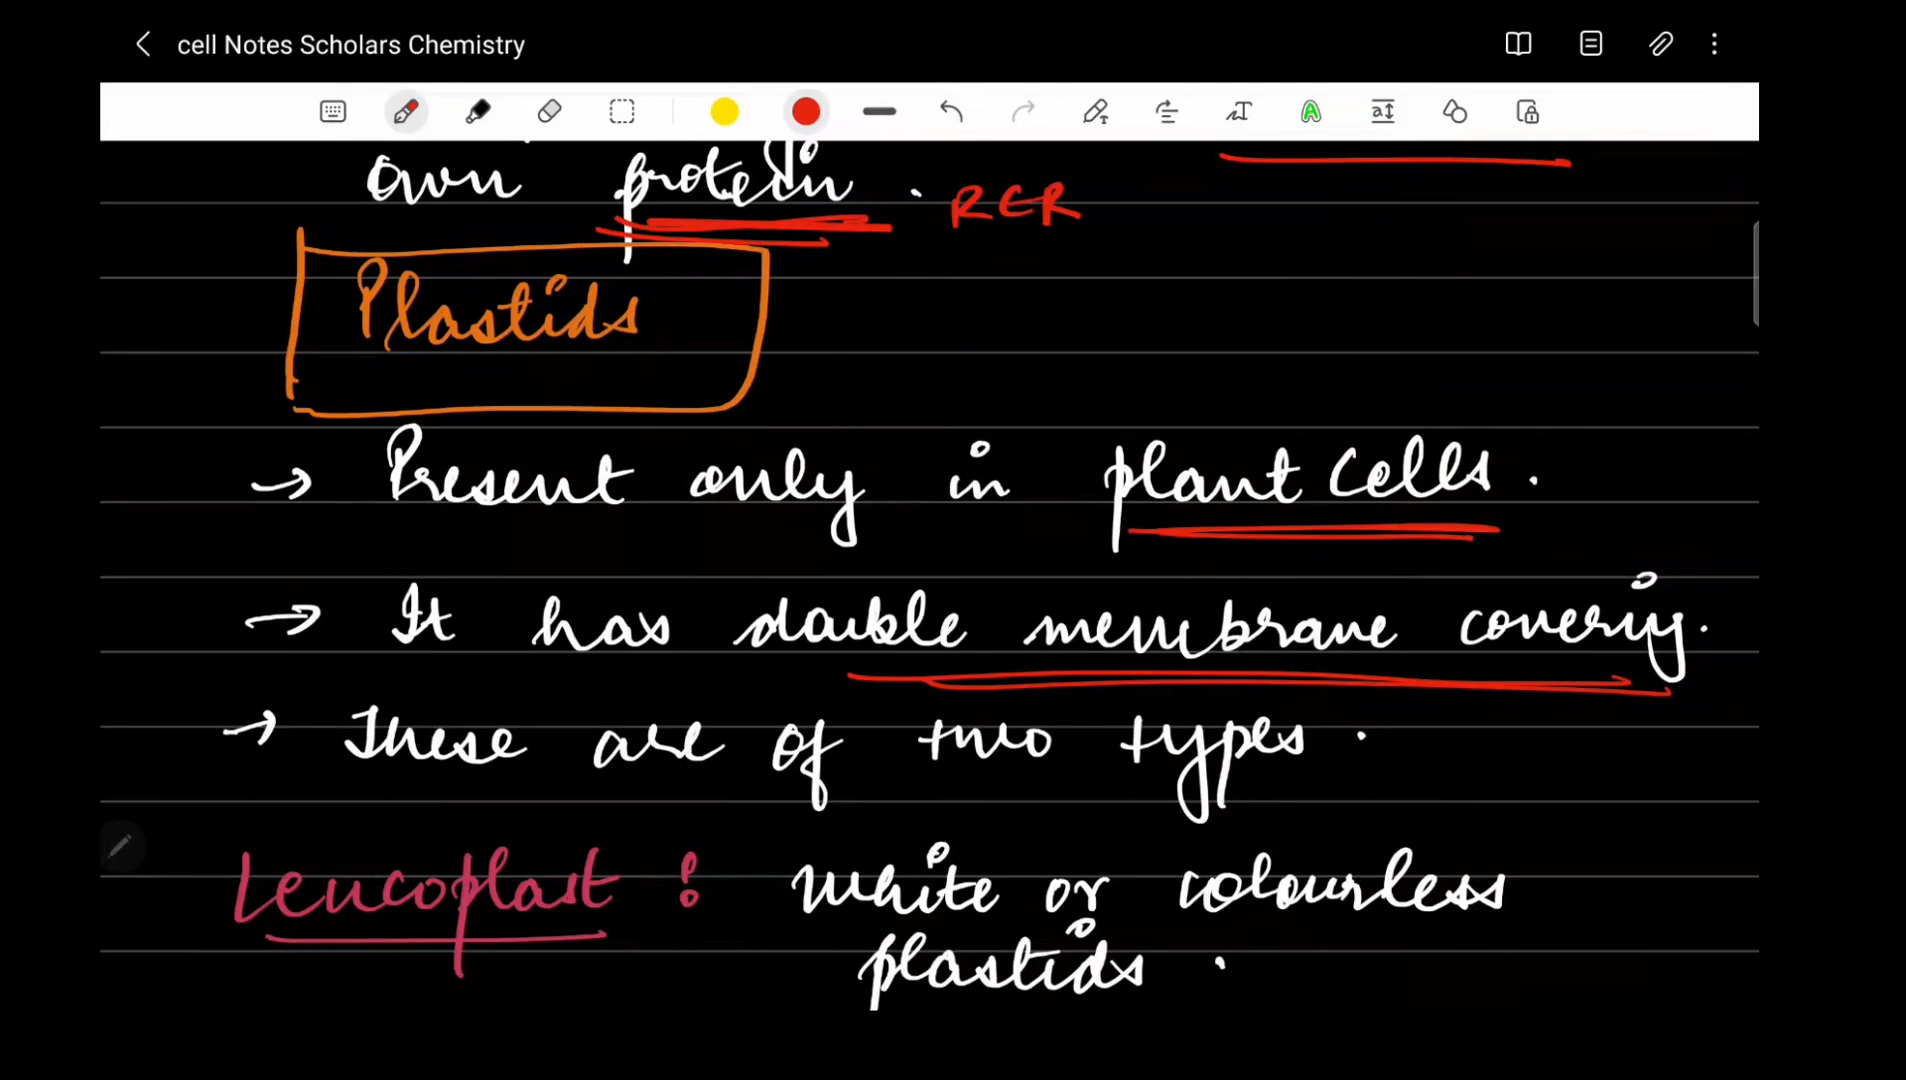 cell Notes Scholars Chemistry
own protein . RER
Plastids
→ Present only in plant cells .
→ It has double membrane covering .
→ These are of two types .
Leucoplast : White or colourless
plastids .